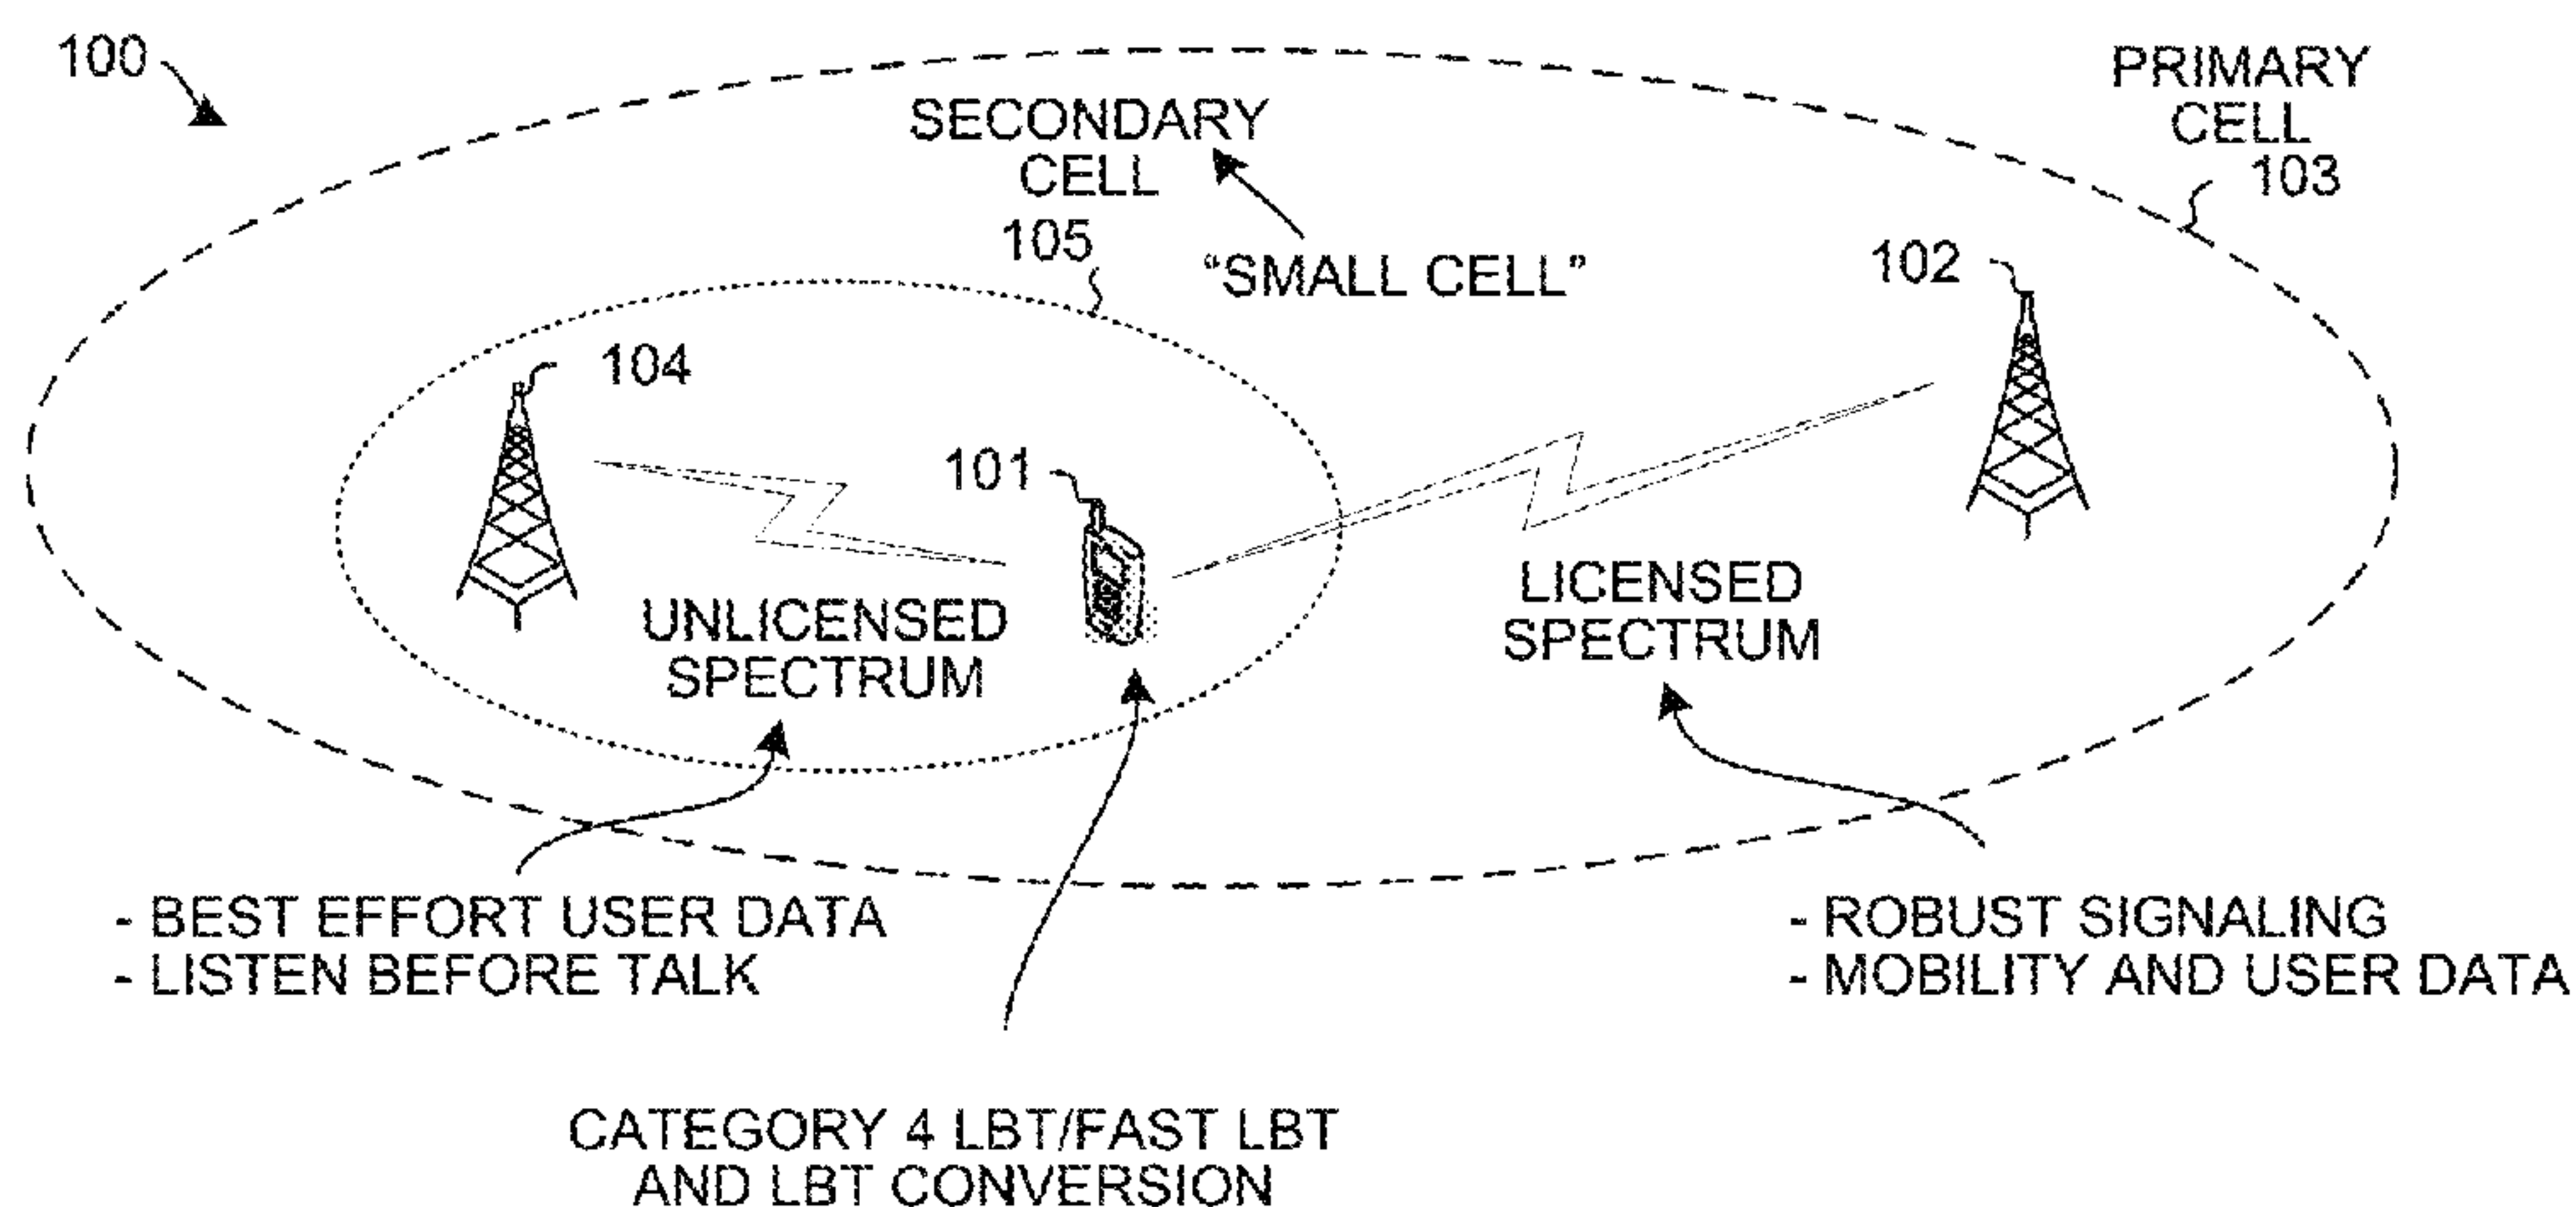 100
PRIMARY
CELL
103
SECONDARY
CELL
105
"SMALL CELL"
102
104
101
UNLICENSED
SPECTRUM
LICENSED
SPECTRUM
- BEST EFFORT USER DATA
- LISTEN BEFORE TALK
- ROBUST SIGNALING
- MOBILITY AND USER DATA
CATEGORY 4 LBT/FAST LBT
AND LBT CONVERSION